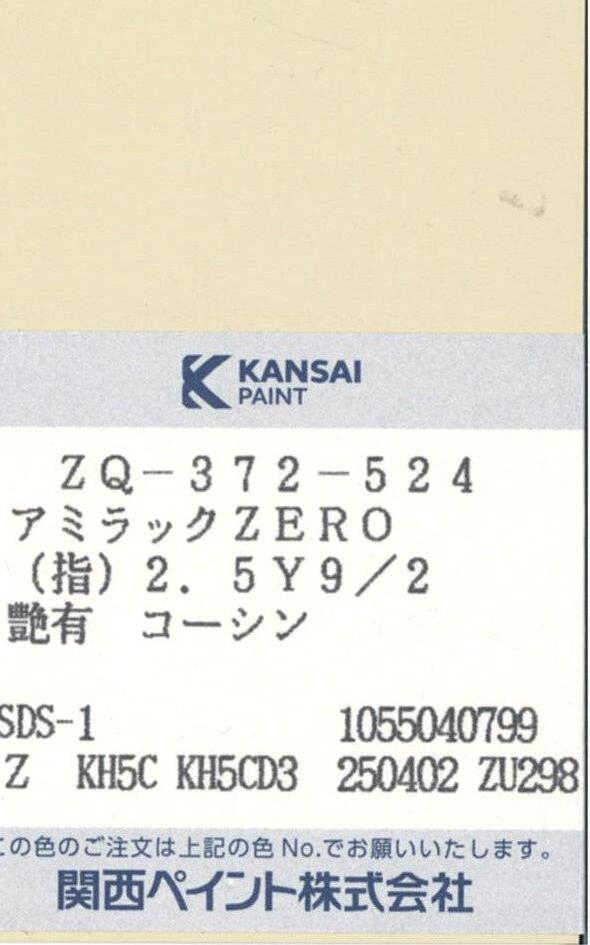 KANSAI
PAINT
ZQ－372－524
アミラックZERO
（指）2．5Y9／2
艶有　コーシン
SDS-1 1055040799
Z KH5C KH5CD3 250402 ZU298
この色のご注文は上記の色No.でお願いいたします。
関西ペイント株式会社